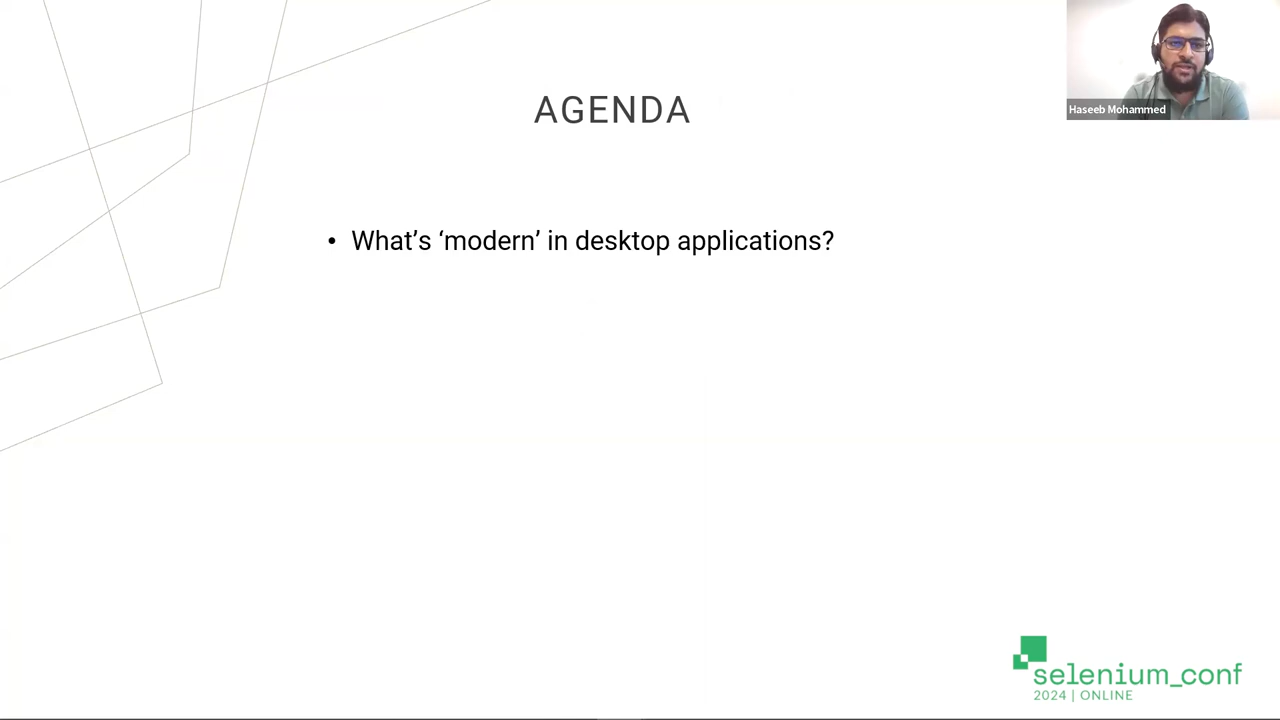 AGENDA
Haseeb Mohammed
• What’s ‘modern’ in desktop applications?
selenium_conf
2024 | ONLINE